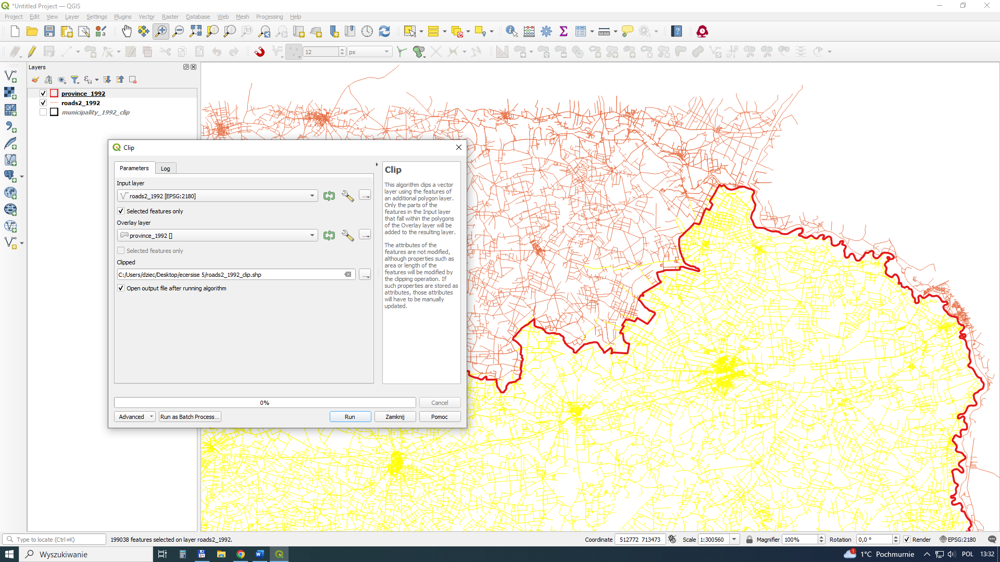 *Untitled Project — QGIS
Project Edit View Layer Settings Plugins Vector Raster Database Web Mesh Processing Help
12 px
Layers
province_1992
roads2_1992
municipality_1992_clip
Clip
Parameters Log
Input layer
roads2_1992 [EPSG:2180]
Selected features only
Overlay layer
province_1992 []
Selected features only
Clipped
C:/Users/dziec/Desktop/ecersise 5/roads2_1992_clip.shp
Open output file after running algorithm
Clip
This algorithm clips a vector
layer using the features of
an additional polygon layer.
Only the parts of the
features in the Input layer
that fall within the polygons
of the Overlay layer will be
added to the resulting layer.
The attributes of the
features are not modified,
although properties such as
area or length of the
features will be modified by
the clipping operation. If
such properties are stored as
attributes, those attributes
will have to be manually
updated.
0% Cancel
Advanced Run as Batch Process... Run Zamknij Pomoc
Type to locate (Ctrl+K) 199038 features selected on layer roads2_1992. Coordinate 512772 713473 Scale 1:300560 Magnifier 100% Rotation 0,0 ° Render EPSG:2180
Wyszukiwanie 1 1°C Pochmurnie POL 13:32